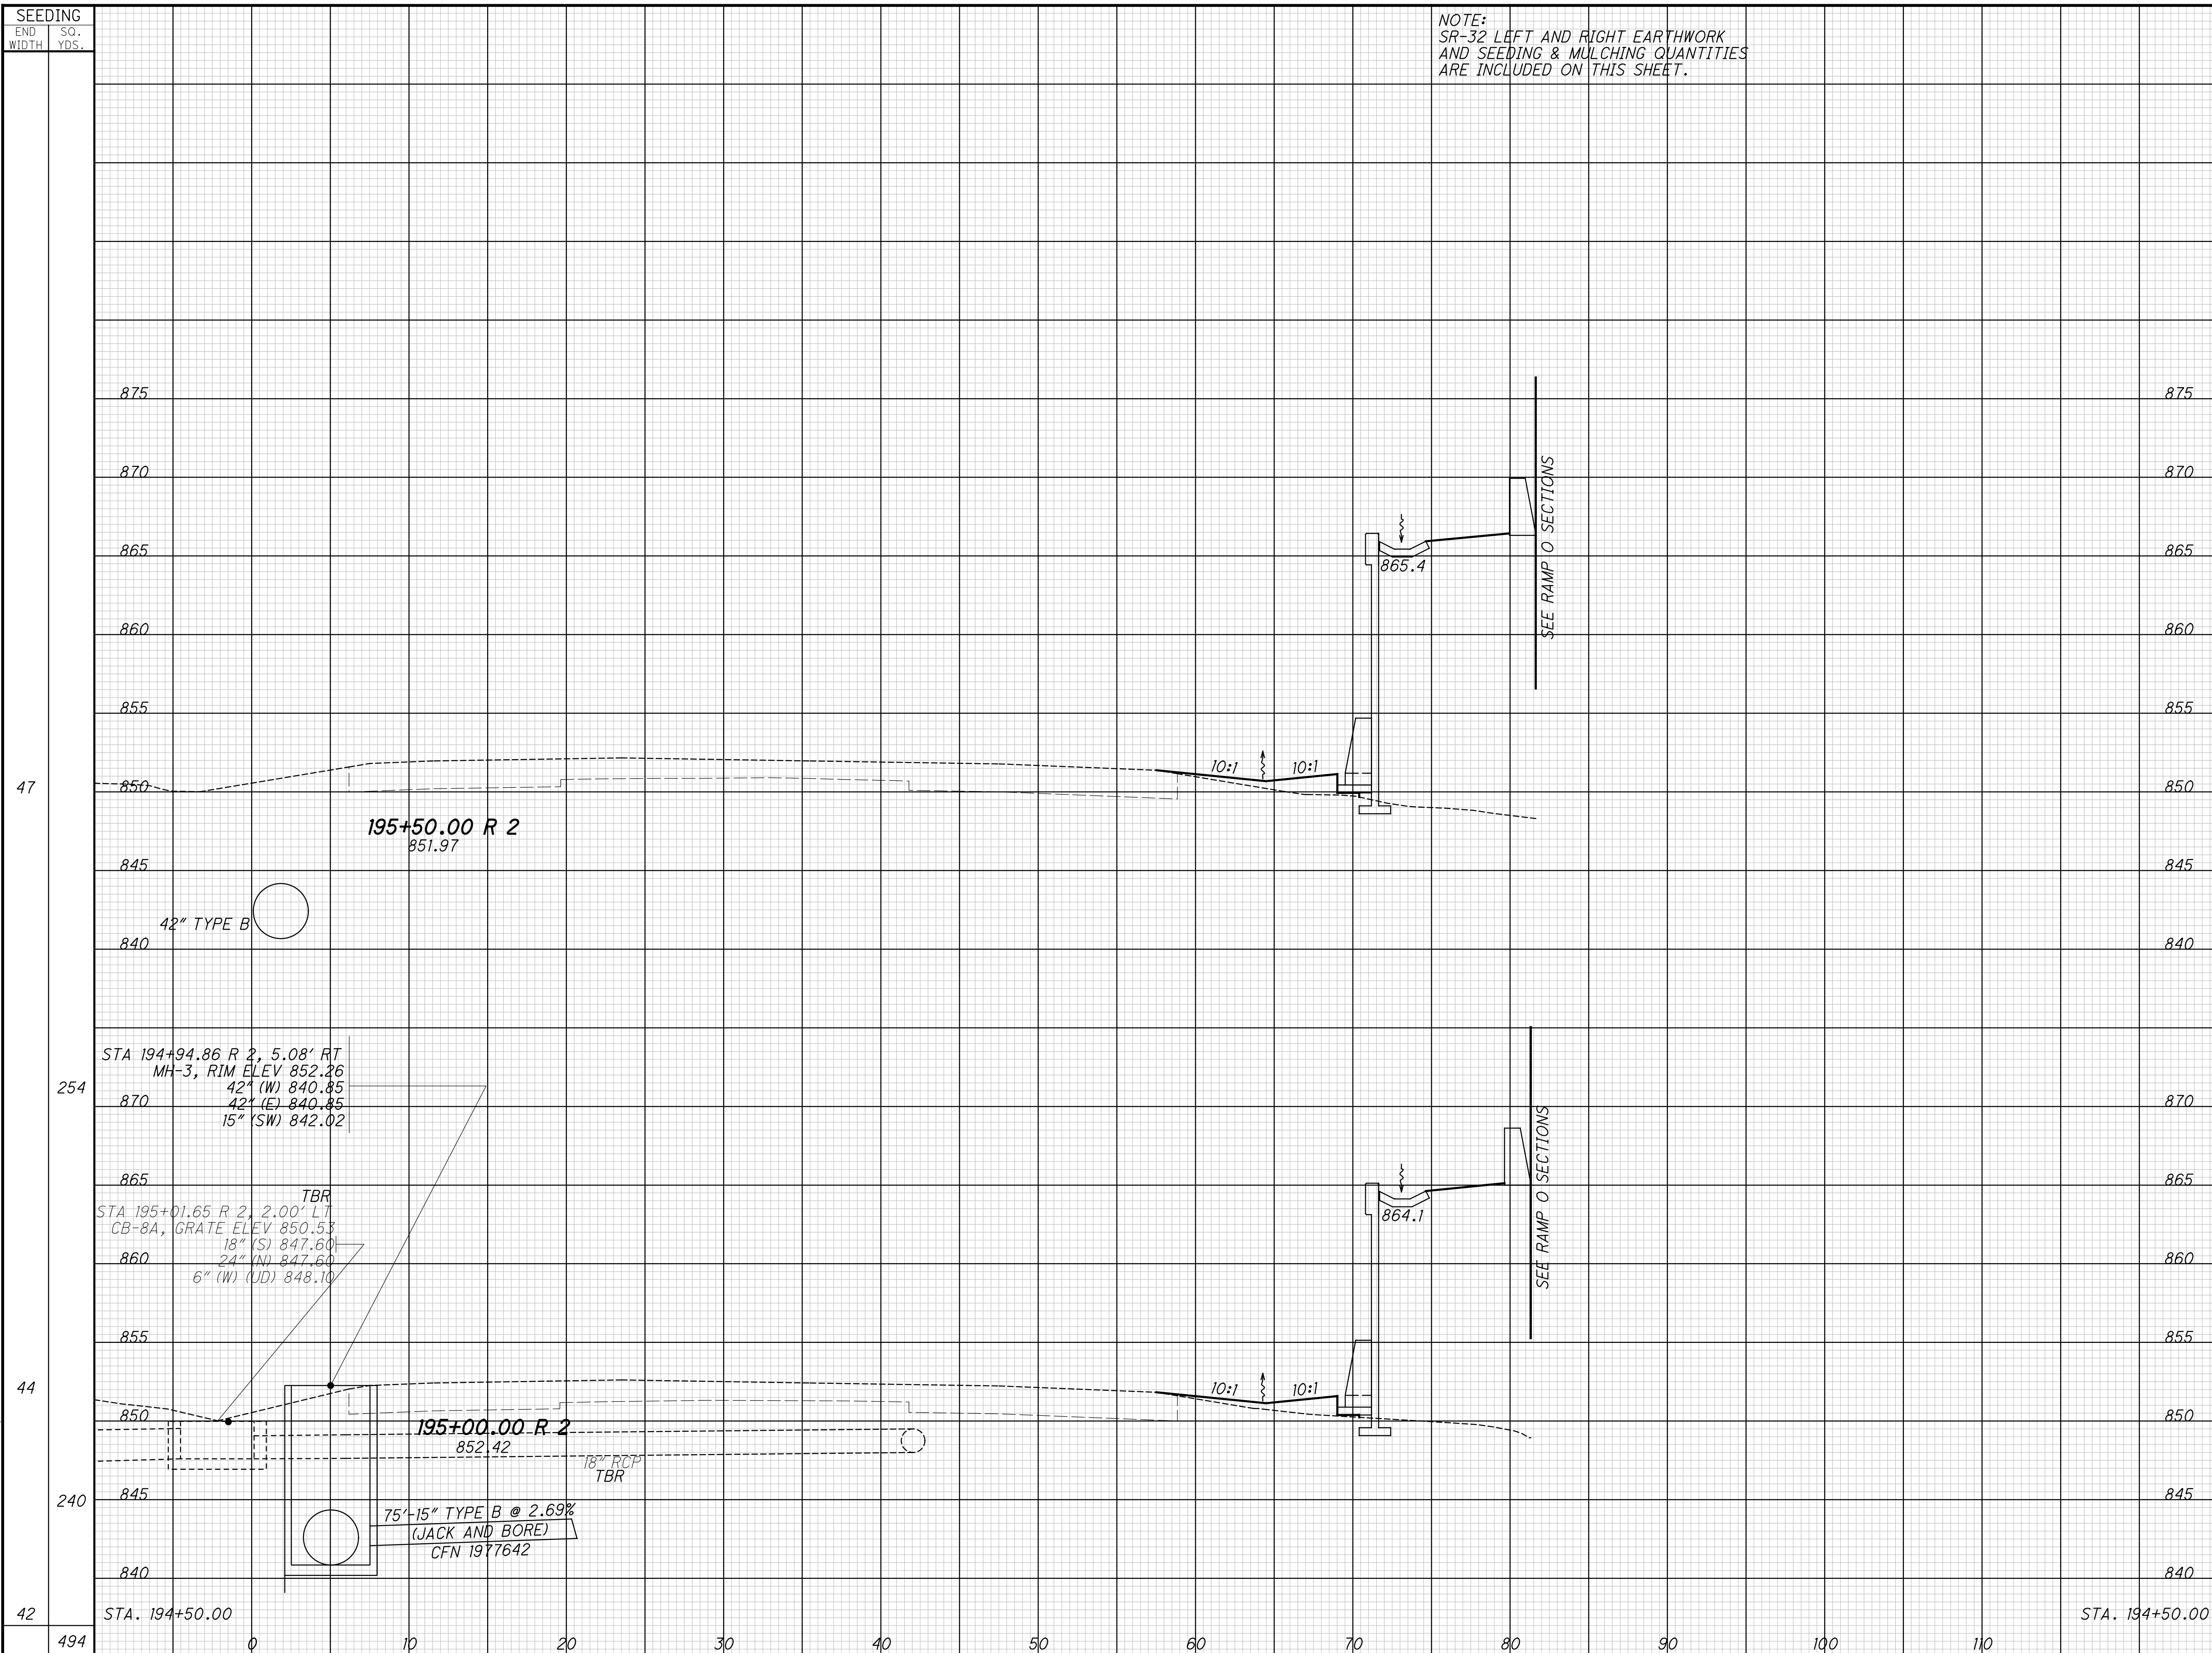 SEEDING
END WIDTH
SQ. YDS.
NOTE:
SR-32 LEFT AND RIGHT EARTHWORK
AND SEEDING & MULCHING QUANTITIES
ARE INCLUDED ON THIS SHEET.
875 875
870 870
865 865
860 860
855 855
850 850
845 845
840 840
SEE RAMP O SECTIONS
865.4
10:1 10:1
47
195+50.00 R 2
851.97
42" TYPE B
STA 194+94.86 R 2, 5.08' RT
MH-3, RIM ELEV 852.26
42" (W) 840.85
42" (E) 840.85
15" (SW) 842.02
254
870 870
865 865
860 860
855 855
850 850
845 845
840 840
TBR
STA 195+01.65 R 2, 2.00' LT
CB-8A, GRATE ELEV 850.53
18" (S) 847.60
24" (N) 847.60
6" (W) (UD) 848.10
SEE RAMP O SECTIONS
864.1
10:1 10:1
44
195+00.00 R 2
852.42
18" RCP
TBR
240
75'-15" TYPE B @ 2.69%
(JACK AND BORE)
CFN 1977642
42
STA. 194+50.00 STA. 194+50.00
494
0 10 20 30 40 50 60 70 80 90 100 110